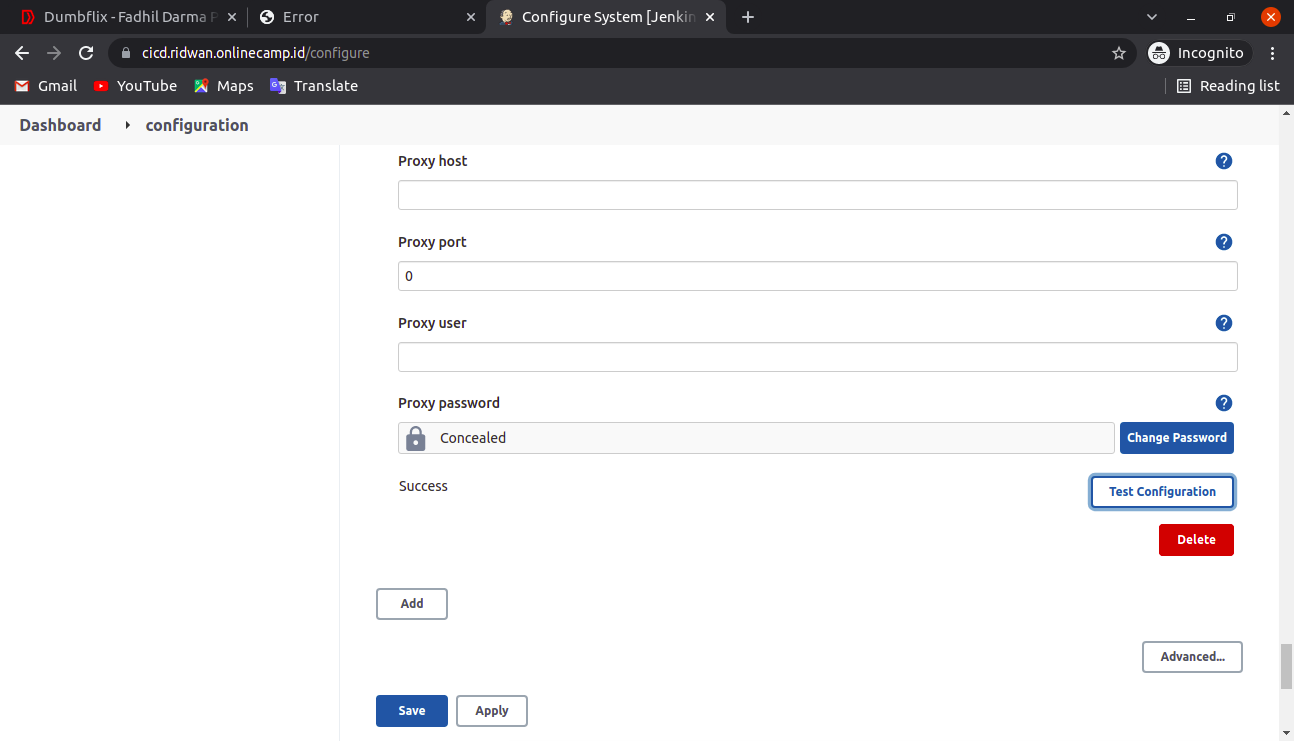 Dumbflix - Fadhil Darma P
Error
Configure System [Jenkin
cicd.ridwan.onlinecamp.id/configure
Incognito
Gmail
YouTube
Maps
Translate
Reading list
Dashboard
configuration
Proxy host
?
Proxy port
?
0
Proxy user
?
Proxy password
?
Concealed
Change Password
Success
Test Configuration
Delete
Add
Advanced...
Save
Apply